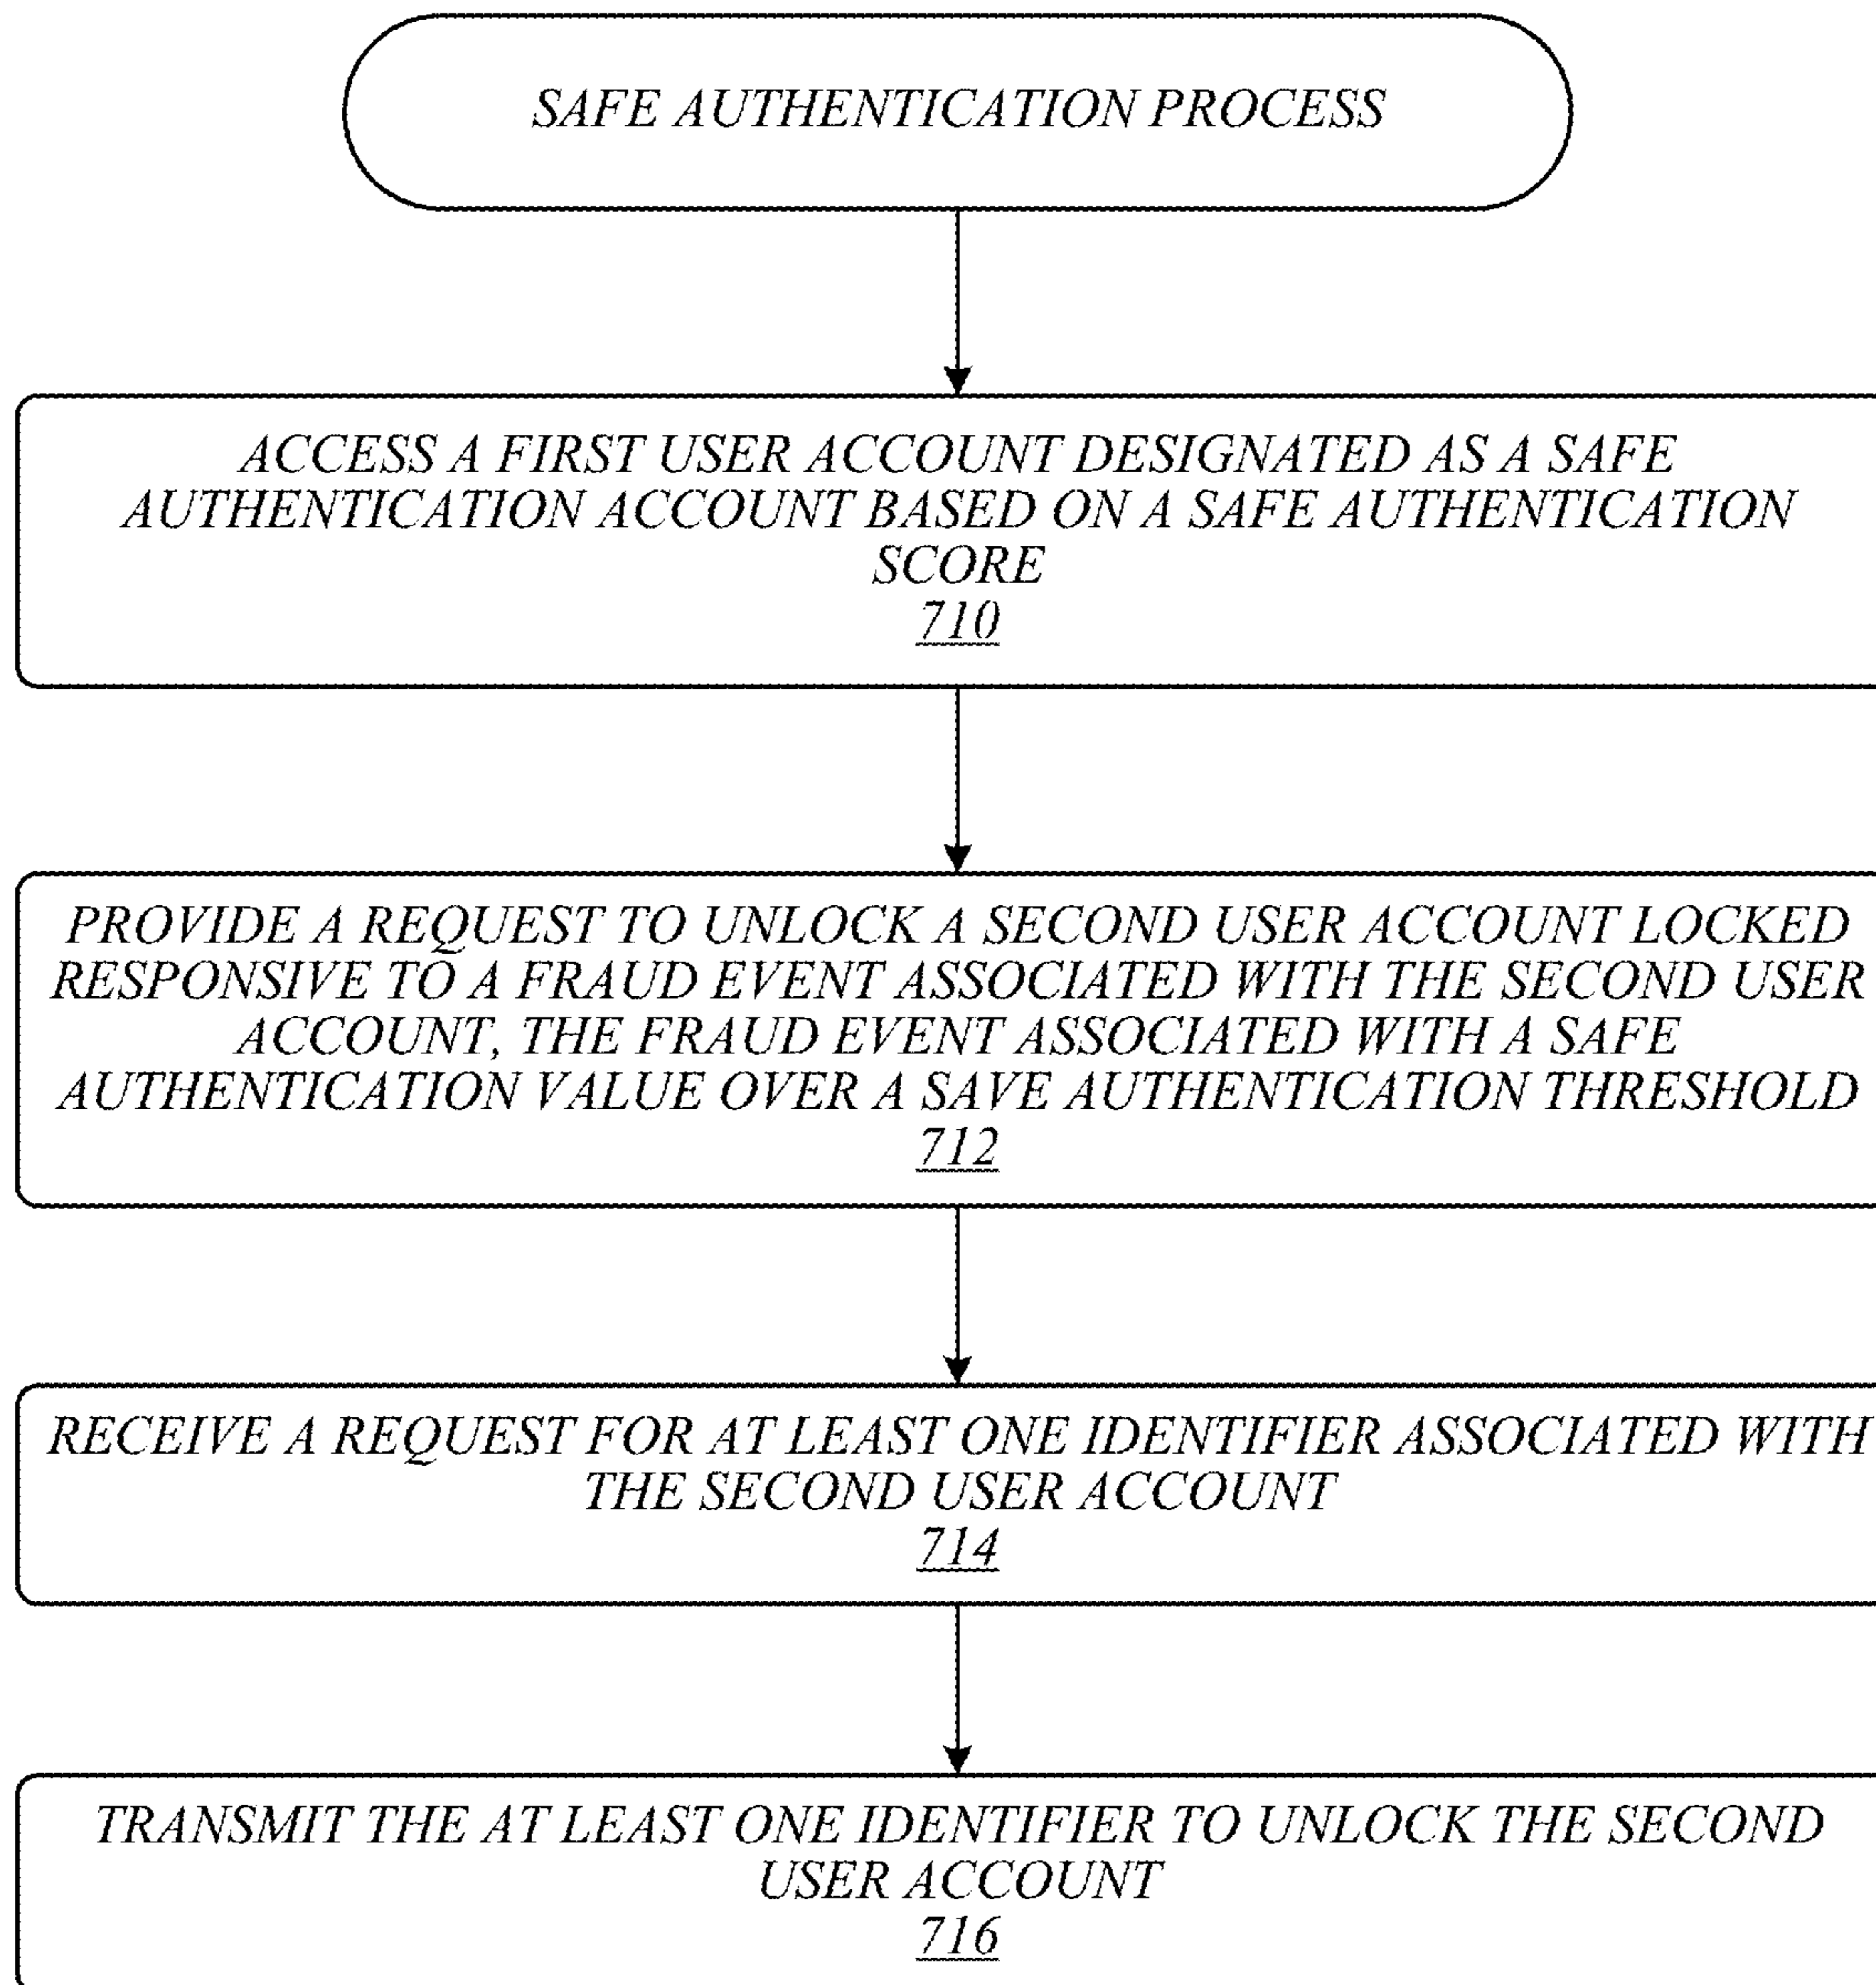 SAFE AUTHENTICATION PROCESS
ACCESS A FIRST USER ACCOUNT DESIGNATED AS A SAFE
AUTHENTICATION ACCOUNT BASED ON A SAFE AUTHENTICATION
SCORE
710
PROVIDE A REQUEST TO UNLOCK A SECOND USER ACCOUNT LOCKED
RESPONSIVE TO A FRAUD EVENT ASSOCIATED WITH THE SECOND USER
ACCOUNT, THE FRAUD EVENT ASSOCIATED WITH A SAFE
AUTHENTICATION VALUE OVER A SAVE AUTHENTICATION THRESHOLD
712
RECEIVE A REQUEST FOR AT LEAST ONE IDENTIFIER ASSOCIATED WITH
THE SECOND USER ACCOUNT
714
TRANSMIT THE AT LEAST ONE IDENTIFIER TO UNLOCK THE SECOND
USER ACCOUNT
716